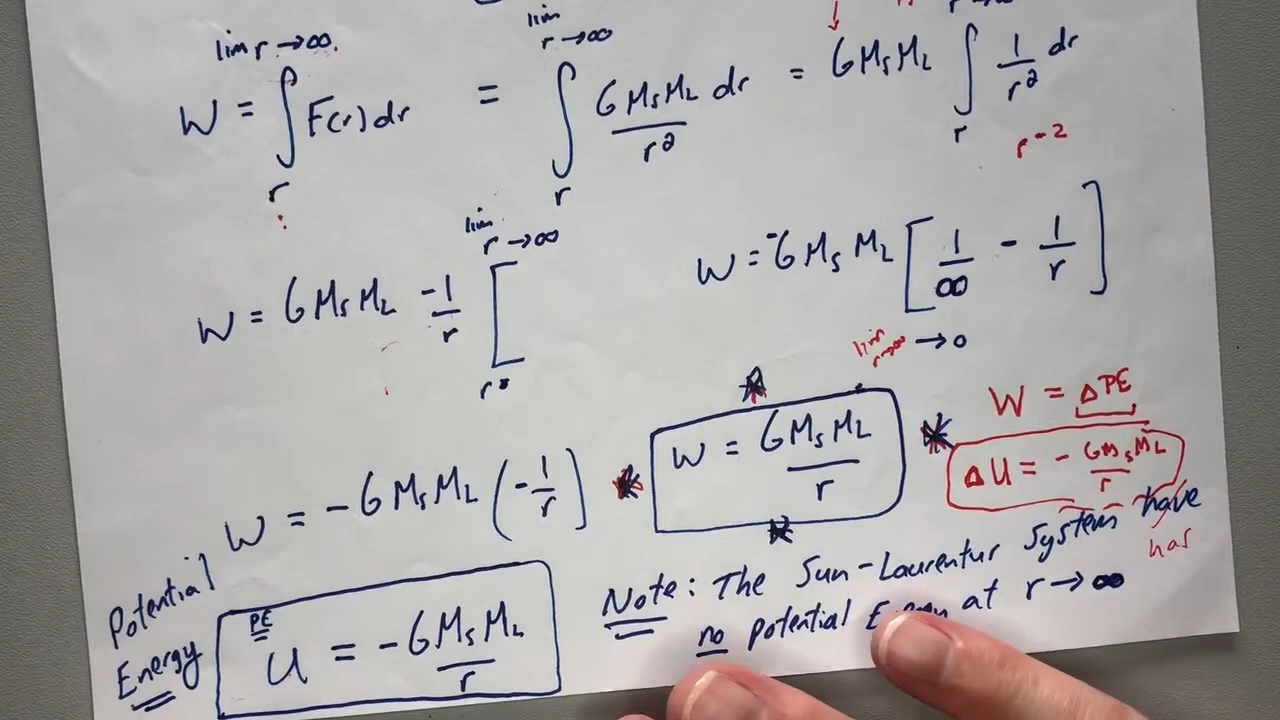 lim r→∞ lim r→∞
W = ∫ F(r)dr = ∫ GMsML dr / r² = GMsML ∫ 1/r² dr
r r r r⁻²
lim r→∞
W = GMsML -1/r [ W = -GMsML [ 1/∞ - 1/r ]
r lim r→∞ →0
W = ΔPE
W = -GMsML (-1/r] W = GMsML / r ΔU = - GMsML / r
Potential Energy
PE
U = -GMsML / r
Note: The Sun-Laurentur System have
has
no potential Energy at r→∞